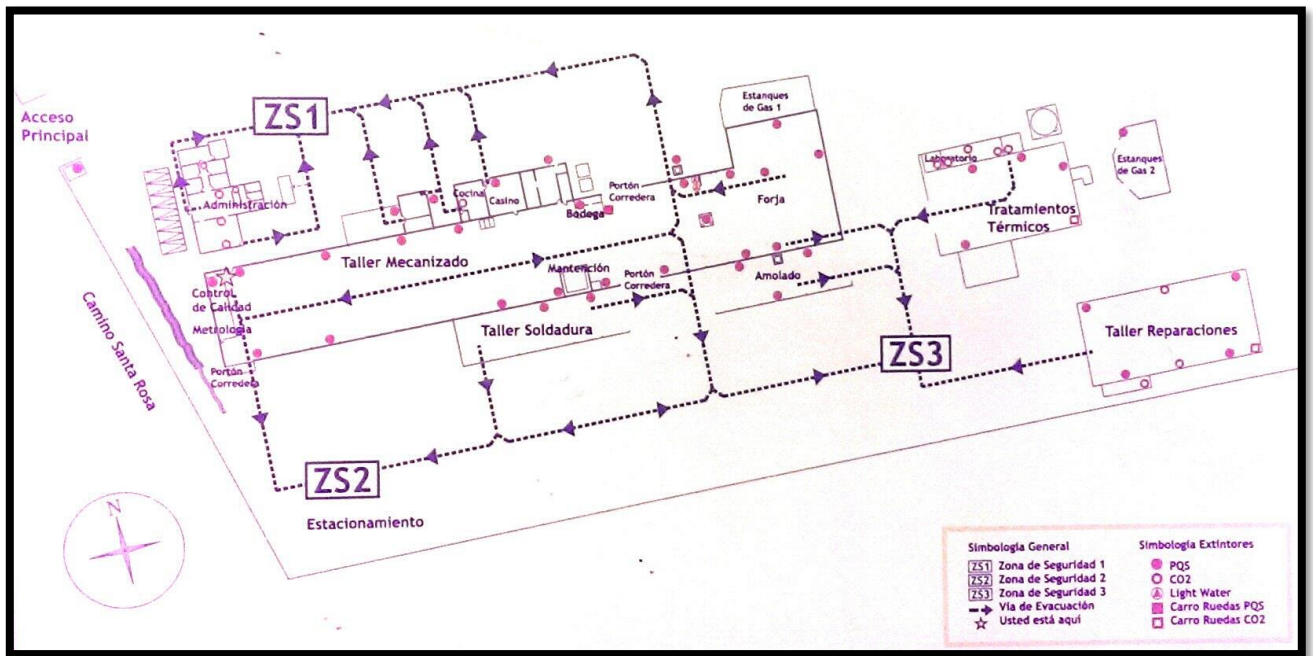 Acceso
Principal
ZS1
Estanques
de Gas 1
Laboratorio
Estanques
de Gas 2
Administración
Cocina
Casino
Bodega
Portón
Corredera
Forja
Tratamientos
Térmicos
Taller Mecanizado
Mantención
Portón
Corredera
Amolado
Control
de Calidad
Metrología
Taller Soldadura
Taller Reparaciones
Portón
Corredera
Camino Santa Rosa
ZS3
ZS2
Estacionamiento
N
Simbología General
ZS1 Zona de Seguridad 1
ZS2 Zona de Seguridad 2
ZS3 Zona de Seguridad 3
Vía de Evacuación
Usted está aquí
Simbología Extintores
PQS
CO2
Light Water
Carro Ruedas PQS
Carro Ruedas CO2